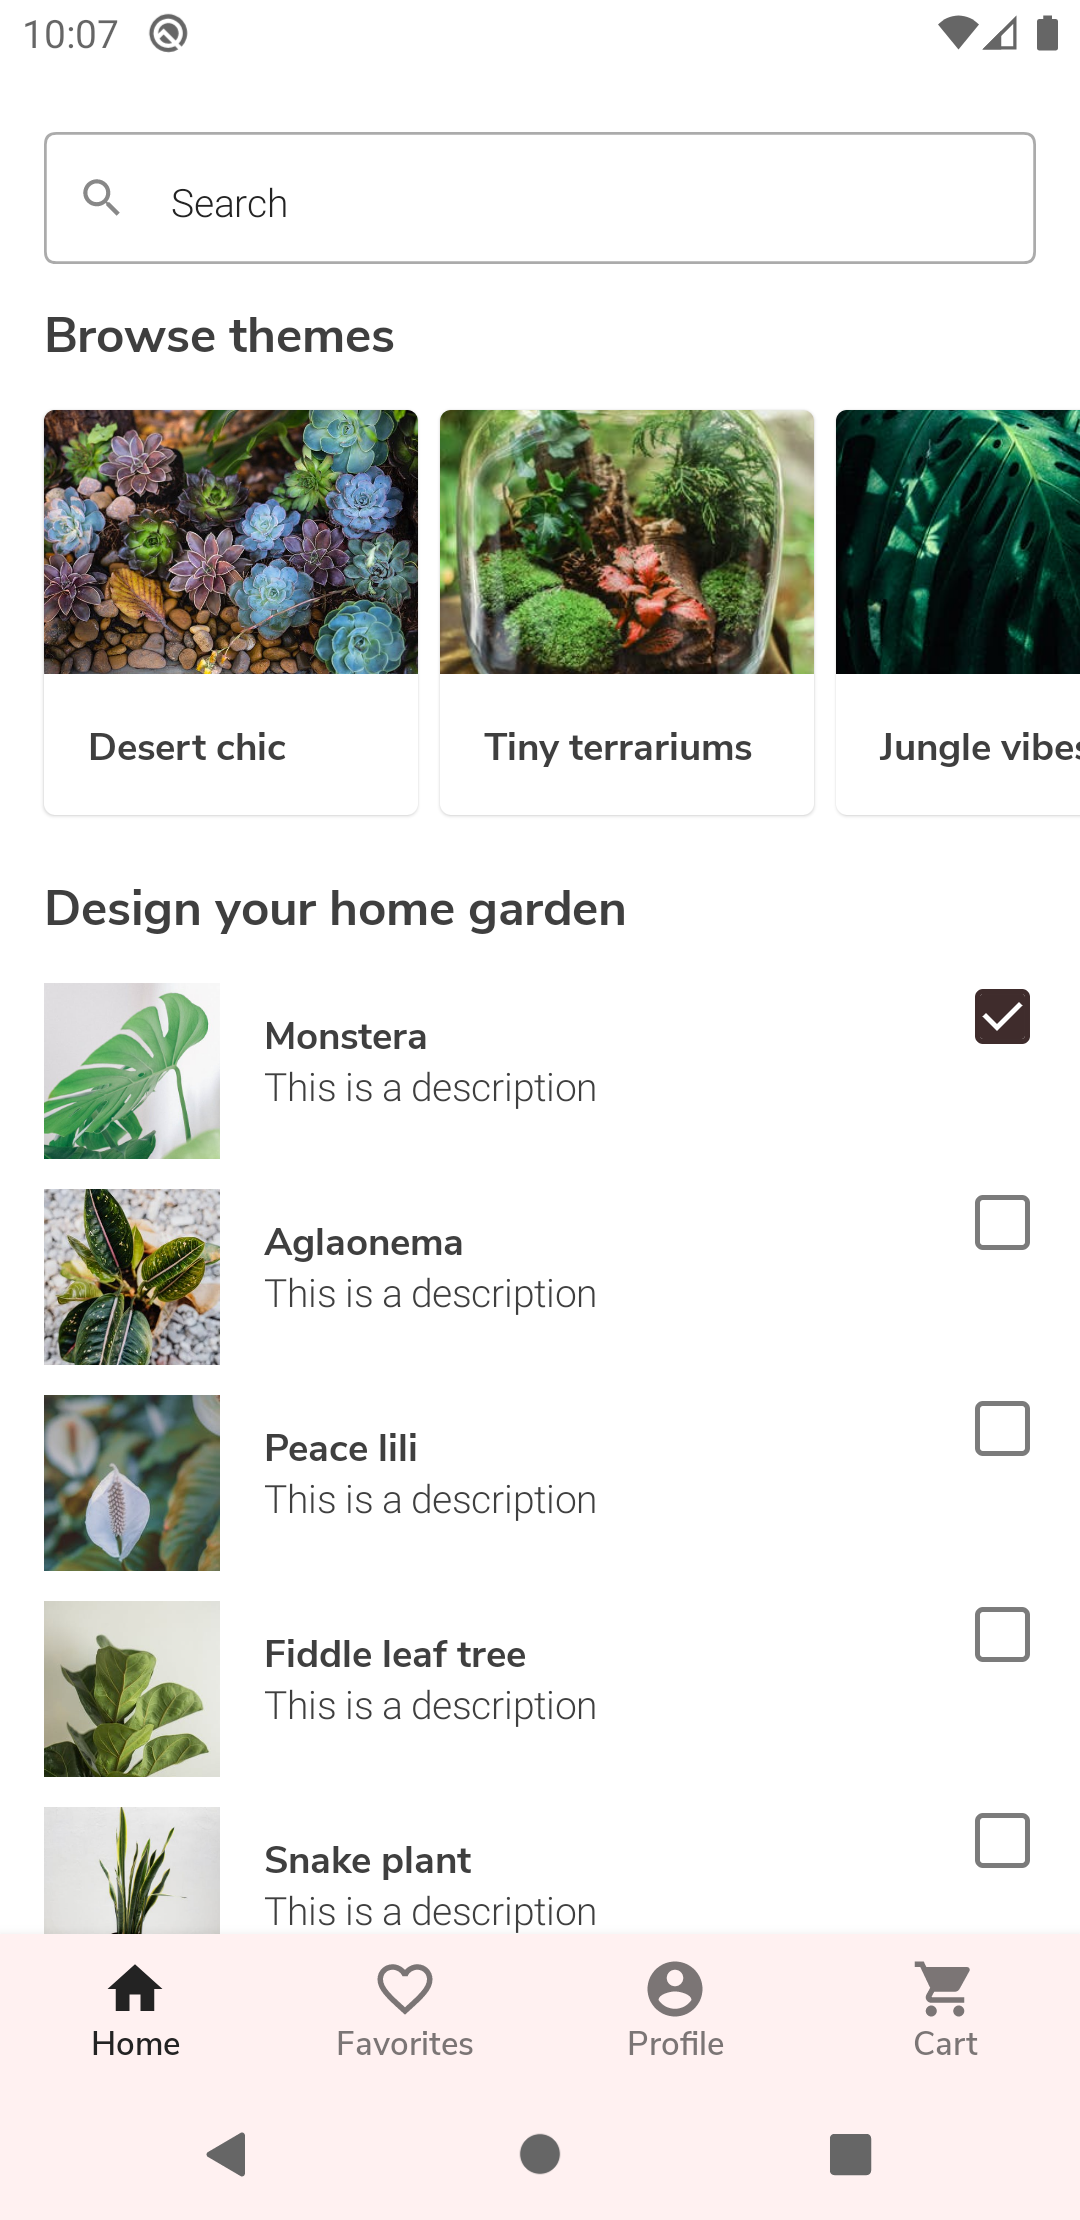 10:07
Search
Browse themes
Desert chic
Tiny terrariums
Jungle vibes
Design your home garden
Monstera
This is a description
Aglaonema
This is a description
Peace lili
This is a description
Fiddle leaf tree
This is a description
Snake plant
This is a description
Home
Favorites
Profile
Cart